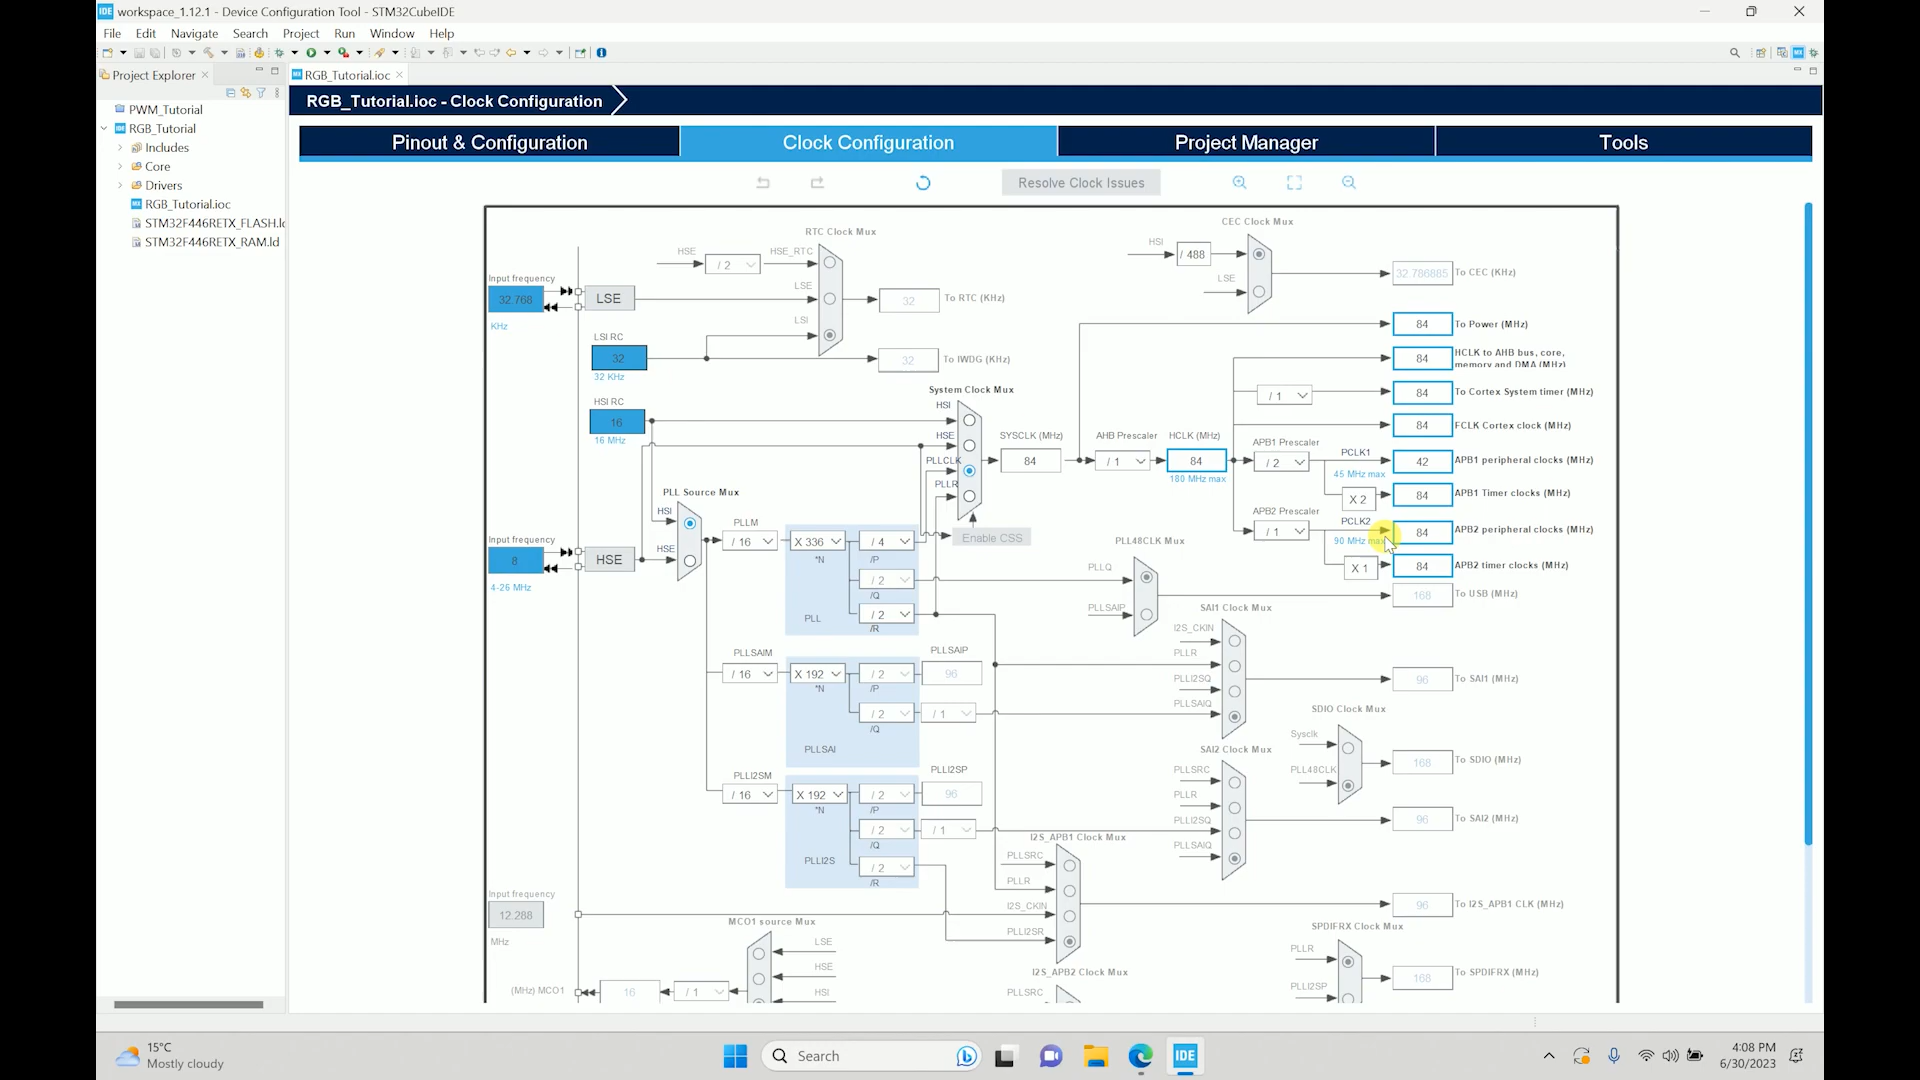 IDE workspace_1.12.1 - Device Configuration Tool - STM32CubeIDE
File Edit Navigate Search Project Run Window Help
Project Explorer
MX RGB_Tutorial.ioc
PWM_Tutorial
RGB_Tutorial
Includes
Core
Drivers
MX RGB_Tutorial.ioc
STM32F446RETX_FLASH.ld
STM32F446RETX_RAM.ld
RGB_Tutorial.ioc - Clock Configuration
Pinout & Configuration Clock Configuration Project Manager Tools
Resolve Clock Issues
RTC Clock Mux
HSE / 2 HSE_RTC
LSE
LSI
Input frequency
32.768 LSE
KHz
32 To RTC (KHz)
LSI RC
32
32 KHz
32 To IWDG (KHz)
HSI RC
16
16 MHz
System Clock Mux
HSI
HSE
PLLCLK
PLLR
Enable CSS
SYSCLK (MHz)
84
AHB Prescaler
/ 1
HCLK (MHz)
84
180 MHz max
CEC Clock Mux
HSI / 488
LSE
32.786885 To CEC (KHz)
84 To Power (MHz)
84 HCLK to AHB bus, core,
memory and DMA (MHz)
/ 1 84 To Cortex System timer (MHz)
84 FCLK Cortex clock (MHz)
APB1 Prescaler
/ 2
PCLK1
45 MHz max
42 APB1 peripheral clocks (MHz)
X 2 84 APB1 Timer clocks (MHz)
APB2 Prescaler
/ 1
PCLK2
90 MHz max
84 APB2 peripheral clocks (MHz)
X 1 84 APB2 timer clocks (MHz)
168 To USB (MHz)
PLL Source Mux
HSI
HSE
Input frequency
8 HSE
4-26 MHz
PLLM
/ 16 X 336 / 4
*N /P
/ 2
/Q
/ 2
/R
PLL
PLL48CLK Mux
PLLQ
PLLSAIP
PLLSAIM
/ 16 X 192 / 2
*N /P
PLLSAIP
96
/ 2 / 1
/Q
PLLSAI
SAI1 Clock Mux
I2S_CKIN
PLLR
PLLI2SQ
PLLSAIQ
96 To SAI1 (MHz)
SDIO Clock Mux
Sysclk
PLL48CLK
168 To SDIO (MHz)
SAI2 Clock Mux
PLLSRC
PLLR
PLLI2SQ
PLLSAIQ
96 To SAI2 (MHz)
PLLI2SM
/ 16 X 192 / 2
*N /P
PLLI2SP
96
/ 2 / 1
/Q
PLLI2S
/ 2
/R
I2S_APB1 Clock Mux
PLLSRC
PLLR
I2S_CKIN
PLLI2SR
96 To I2S_APB1 CLK (MHz)
Input frequency
12.288
MHz
MCO1 source Mux
LSE
HSE
HSI
(MHz) MCO1 16 / 1
I2S_APB2 Clock Mux
PLLSRC
SPDIFRX Clock Mux
PLLR
PLLI2SP
168 To SPDIFRX (MHz)
15°C
Mostly cloudy
Search
IDE
4:08 PM
6/30/2023